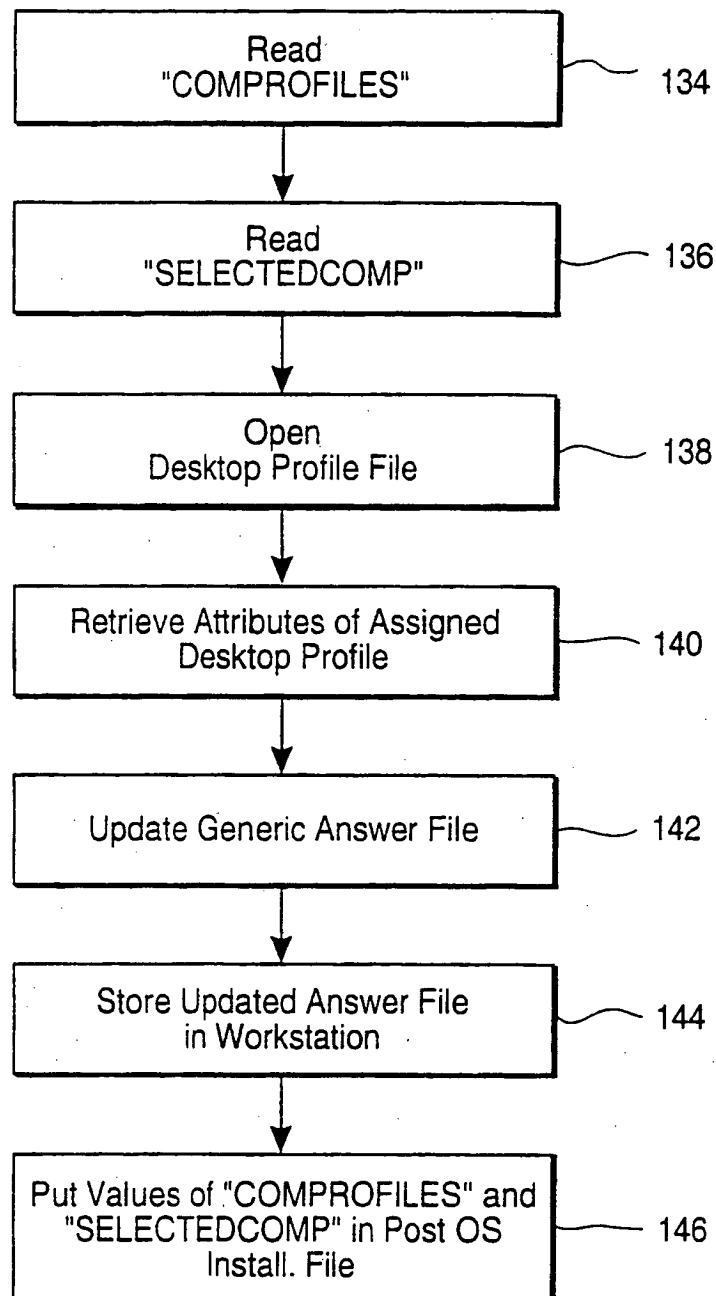 Read
"COMPROFILES"
134
Read
"SELECTEDCOMP"
136
Open
Desktop Profile File
138
Retrieve Attributes of Assigned
Desktop Profile
140
Update Generic Answer File
142
Store Updated Answer File
in Workstation
144
Put Values of "COMPROFILES" and
"SELECTEDCOMP" in Post OS
Install. File
146